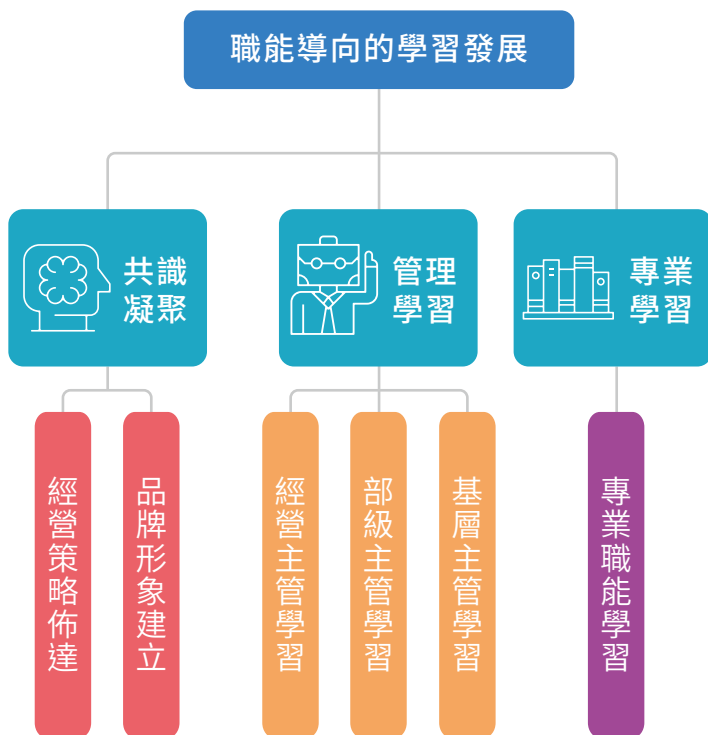 職能導向的學習發展
共識
凝聚
管理
學習
專業
學習
經營策略佈達
品牌形象建立
經營主管學習
部級主管學習
基層主管學習
專業職能學習